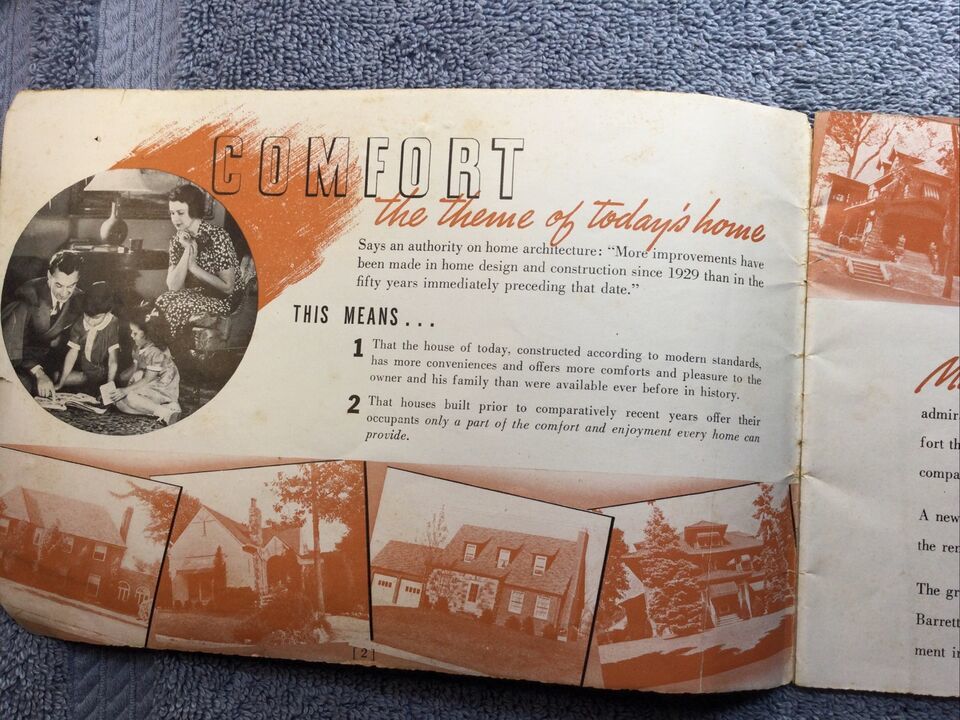 COMFORT
the theme of today's home
Says an authority on home architecture: "More improvements have
been made in home design and construction since 1929 than in the
fifty years immediately preceding that date."
THIS MEANS...
1 That the house of today, constructed according to modern standards,
has more conveniences and offers more comforts and pleasure to the
owner and his family than were available ever before in history.
2 That houses built prior to comparatively recent years offer their
occupants only a part of the comfort and enjoyment every home can
provide.
[2]
admir
fort th
compa
A new
the ren
The gr
Barrett
ment in